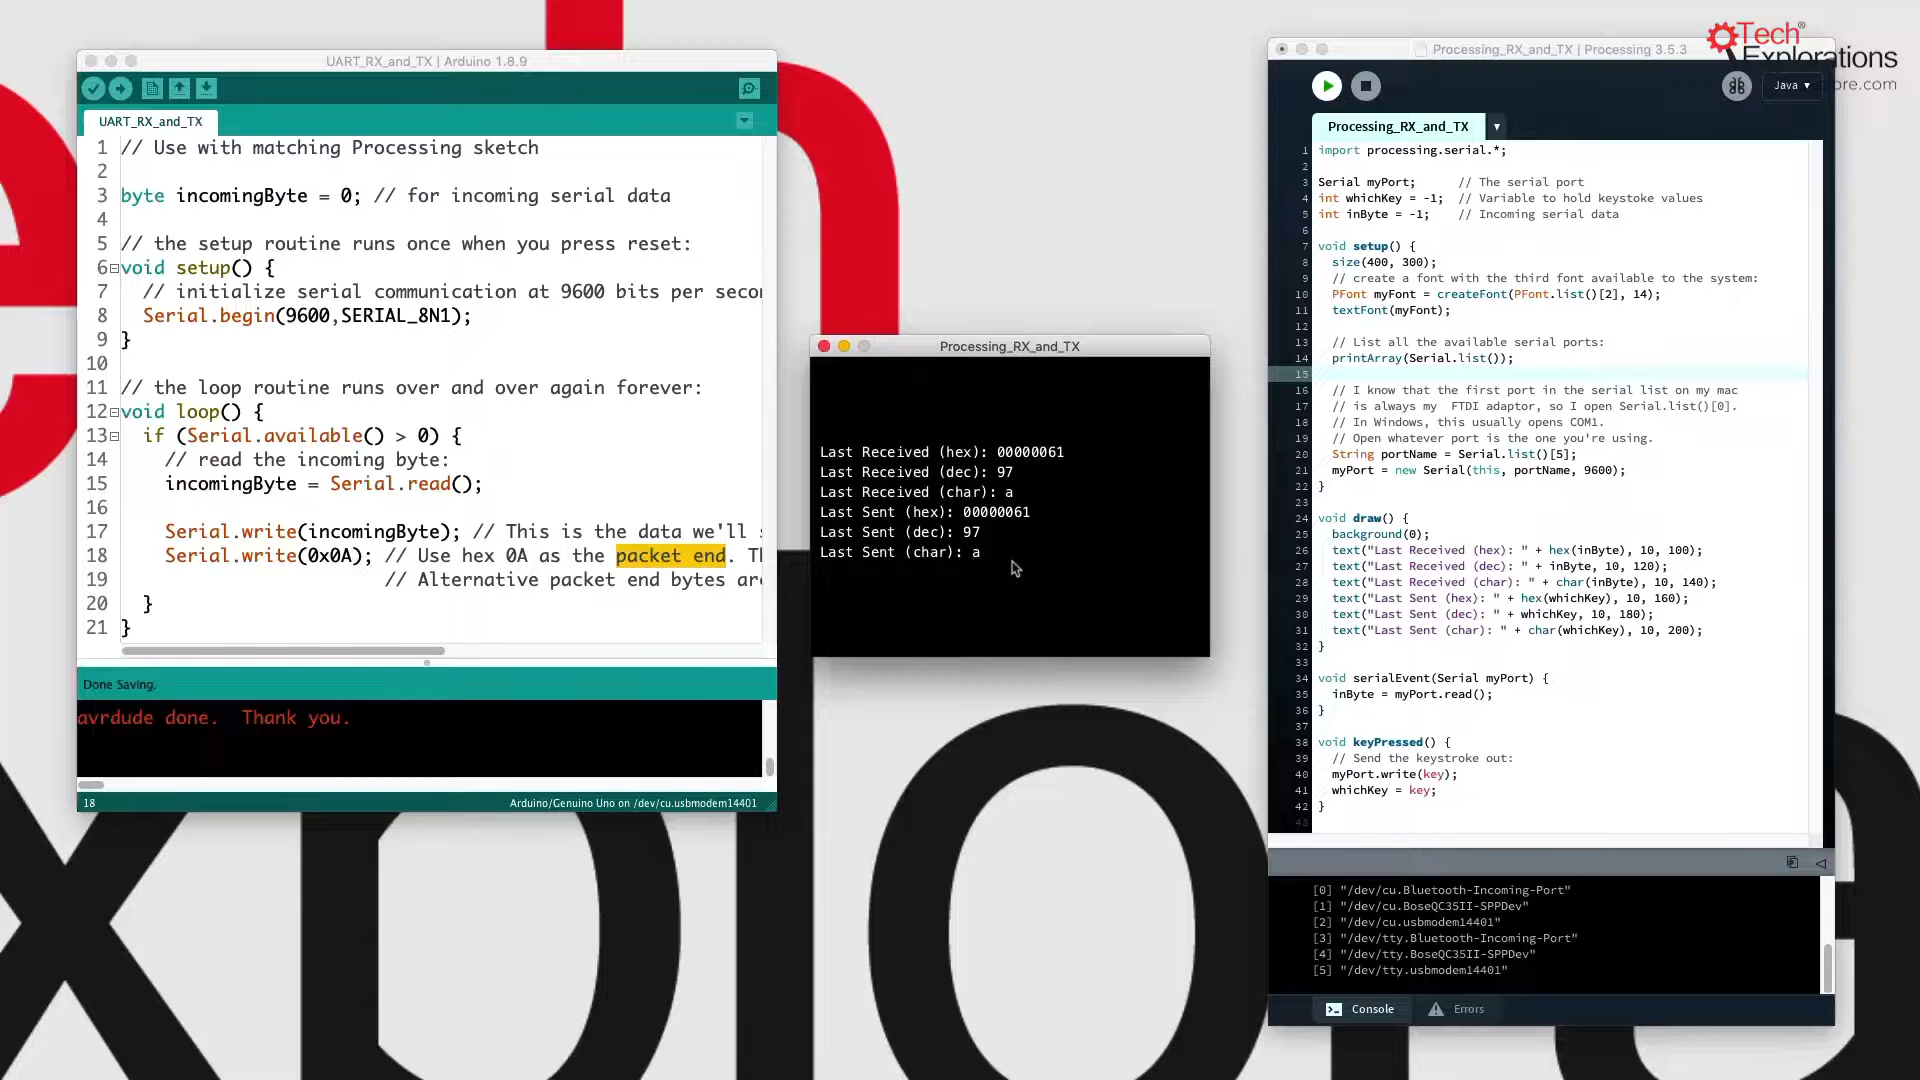 UART_RX_and_TX | Arduino 1.8.9
UART_RX_and_TX
1 // Use with matching Processing sketch
2
3 byte incomingByte = 0; // for incoming serial data
4
5 // the setup routine runs once when you press reset:
6 void setup() {
7 // initialize serial communication at 9600 bits per secon
8 Serial.begin(9600,SERIAL_8N1);
9 }
10
11 // the loop routine runs over and over again forever:
12 void loop() {
13 if (Serial.available() > 0) {
14 // read the incoming byte:
15 incomingByte = Serial.read();
16
17 Serial.write(incomingByte); // This is the data we'll s
18 Serial.write(0x0A); // Use hex 0A as the packet end. T
19 // Alternative packet end bytes are
20 }
21 }
Done Saving.
avrdude done. Thank you.
18
Arduino/Genuino Uno on /dev/cu.usbmodem14401
Processing_RX_and_TX
Last Received (hex): 00000061
Last Received (dec): 97
Last Received (char): a
Last Sent (hex): 00000061
Last Sent (dec): 97
Last Sent (char): a
Processing_RX_and_TX | Processing 3.5.3
Tech
Explorations
Java
Processing_RX_and_TX
1 import processing.serial.*;
2
3 Serial myPort; // The serial port
4 int whichKey = -1; // Variable to hold keystoke values
5 int inByte = -1; // Incoming serial data
6
7 void setup() {
8 size(400, 300);
9 // create a font with the third font available to the system:
10 PFont myFont = createFont(PFont.list()[2], 14);
11 textFont(myFont);
12
13 // List all the available serial ports:
14 printArray(Serial.list());
15
16 // I know that the first port in the serial list on my mac
17 // is always my FTDI adaptor, so I open Serial.list()[0].
18 // In Windows, this usually opens COM1.
19 // Open whatever port is the one you're using.
20 String portName = Serial.list()[5];
21 myPort = new Serial(this, portName, 9600);
22 }
23
24 void draw() {
25 background(0);
26 text("Last Received (hex): " + hex(inByte), 10, 100);
27 text("Last Received (dec): " + inByte, 10, 120);
28 text("Last Received (char): " + char(inByte), 10, 140);
29 text("Last Sent (hex): " + hex(whichKey), 10, 160);
30 text("Last Sent (dec): " + whichKey, 10, 180);
31 text("Last Sent (char): " + char(whichKey), 10, 200);
32 }
33
34 void serialEvent(Serial myPort) {
35 inByte = myPort.read();
36 }
37
38 void keyPressed() {
39 // Send the keystroke out:
40 myPort.write(key);
41 whichKey = key;
42 }
43
[0] "/dev/cu.Bluetooth-Incoming-Port"
[1] "/dev/cu.BoseQC35II-SPPDev"
[2] "/dev/cu.usbmodem14401"
[3] "/dev/tty.Bluetooth-Incoming-Port"
[4] "/dev/tty.BoseQC35II-SPPDev"
[5] "/dev/tty.usbmodem14401"
Console
Errors